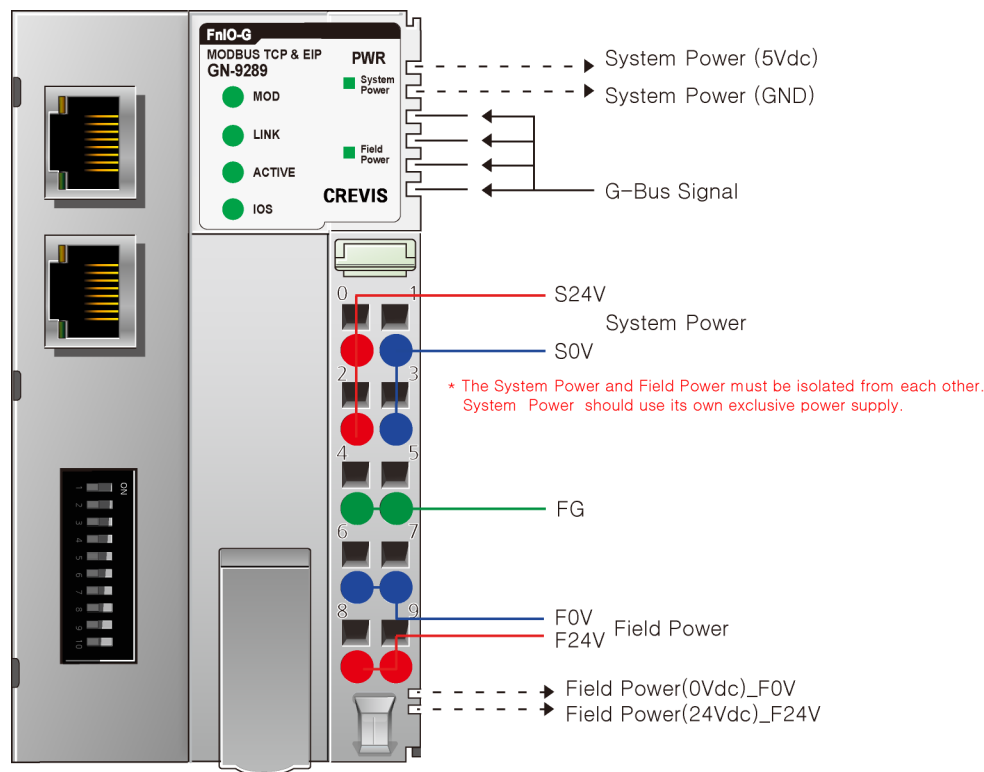 FnIO-G
MODBUS TCP & EIP
GN-9289
PWR
MOD
LINK
ACTIVE
IOS
System
Power
Field
Power
CREVIS
System Power (5Vdc)
System Power (GND)
G-Bus Signal
0 1
S24V
System Power
S0V
2 3
* The System Power and Field Power must be isolated from each other.
System Power should use its own exclusive power supply.
4 5
FG
6 7
8 9
F0V
F24V
Field Power
Field Power(0Vdc)_F0V
Field Power(24Vdc)_F24V
ON
1
2
3
4
5
6
7
8
9
10